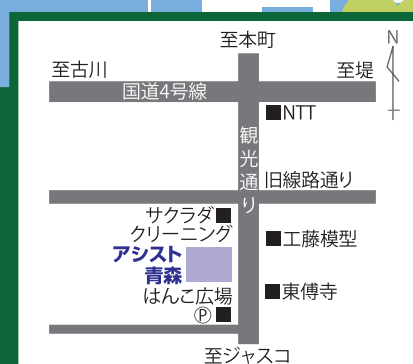 至本町
N
至古川
至堤
国道4号線
■NTT
観光通り
旧線路通り
サクラダ■
クリーニング
■工藤模型
アシスト
青森
はんこ広場
■東傳寺
Ⓟ■
至ジャスコ